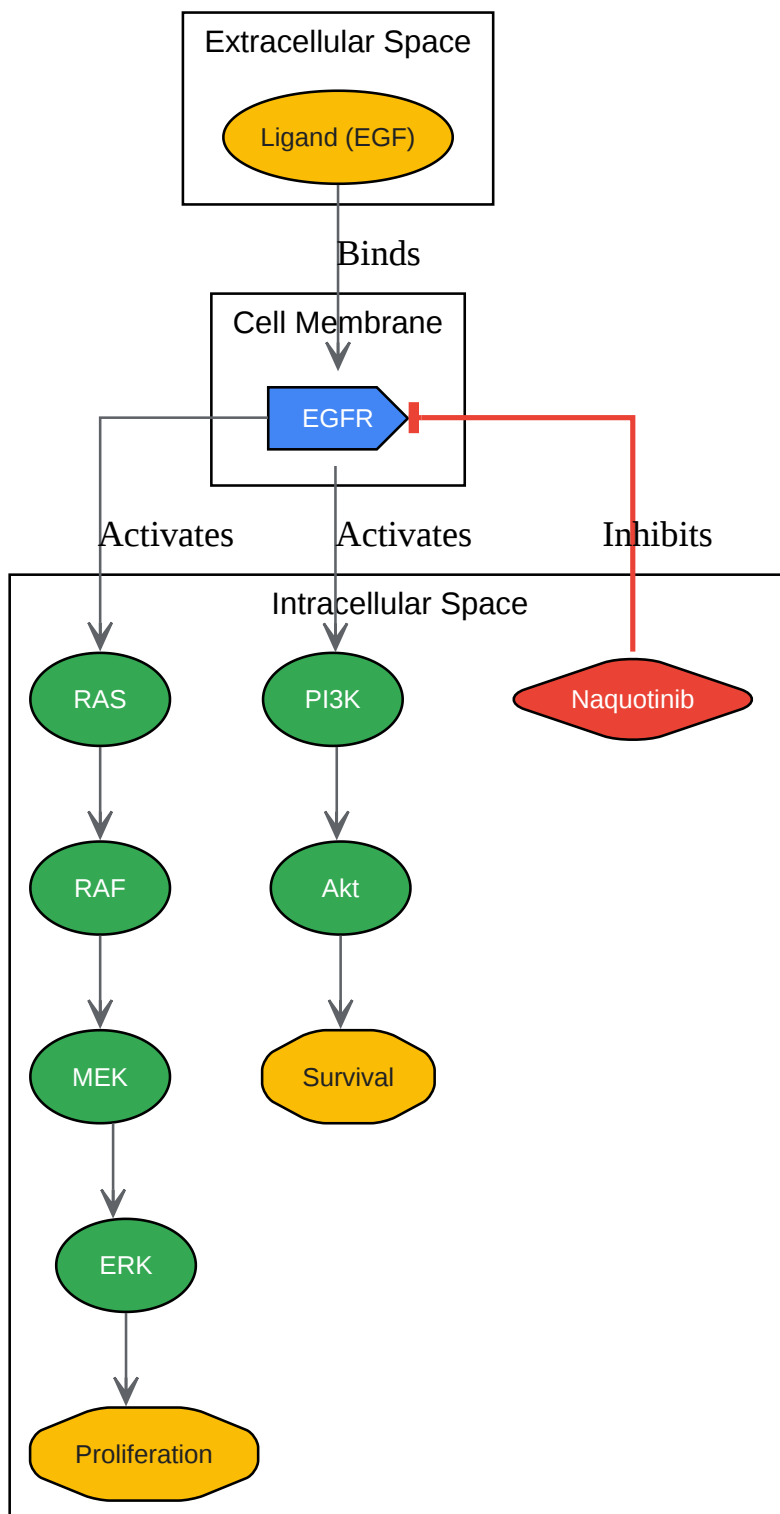 Extracellular Space
Ligand (EGF)
Binds
Cell Membrane
EGFR
Activates
Activates
Inhibits
Intracellular Space
RAS
PI3K
Naquotinib
RAF
Akt
MEK
Survival
ERK
Proliferation